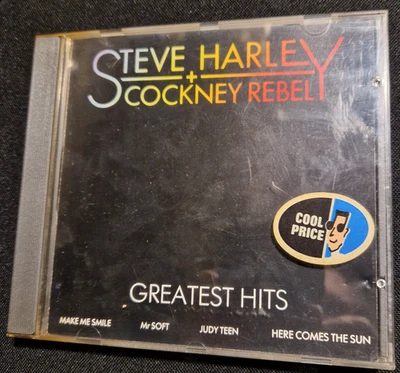 STEVE HARLEY
+
COCKNEY REBEL
COOL
PRICE
GREATEST HITS
MAKE ME SMILE Mr SOFT JUDY TEEN HERE COMES THE SUN